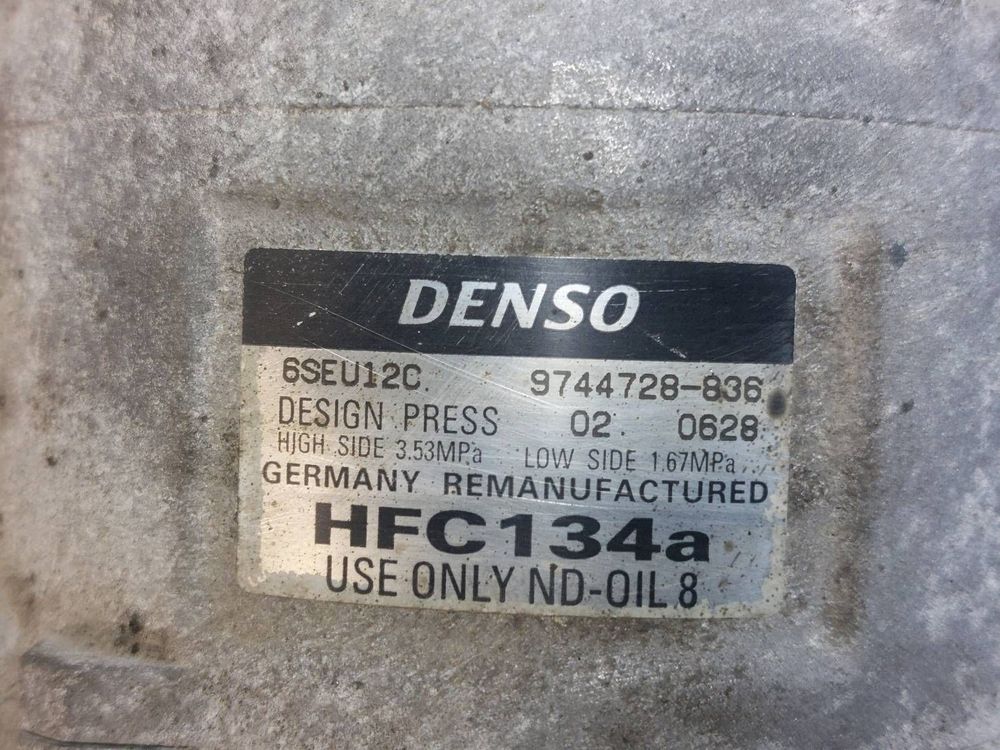 DENSO
6SEU12C. 9744728-836
DESIGN PRESS 02. 0628
HIGH SIDE 3.53MPa LOW SIDE 1.67MPa
GERMANY REMANUFACTURED
HFC134a
USE ONLY ND-OIL 8